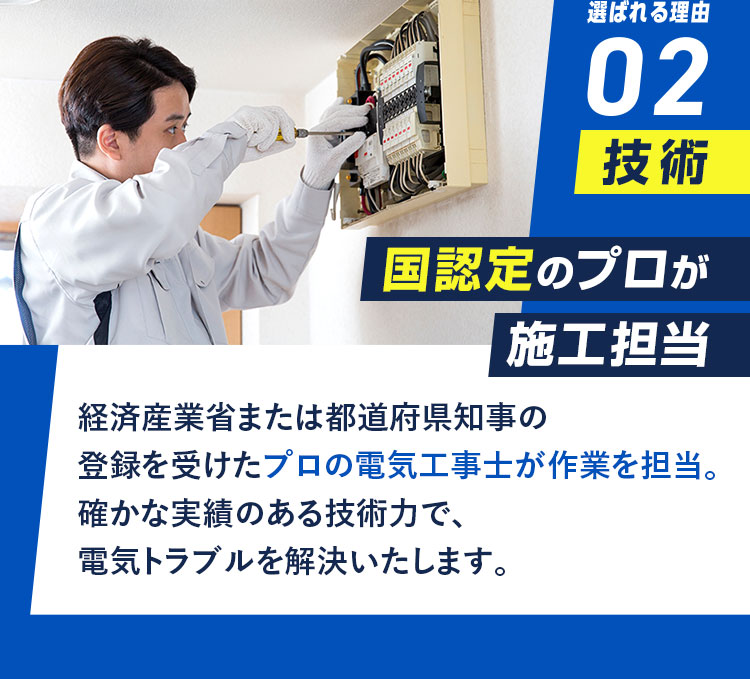 選ばれる理由
02
技術
国認定のプロが
施工担当
経済産業省または都道府県知事の
登録を受けたプロの電気工事士が作業を担当。
確かな実績のある技術力で、
電気トラブルを解決いたします。